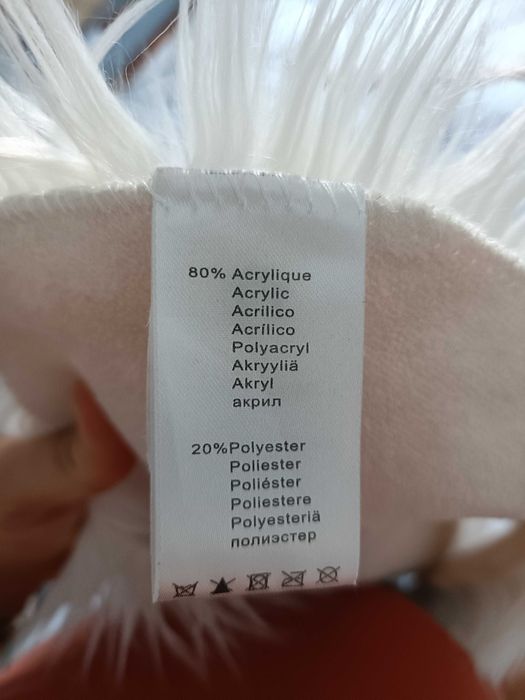 80% Acrylique
Acrylic
Acrilico
Acrílico
Polyacryl
Akryyliä
Akryl
акрил
20%Polyester
Poliester
Poliéster
Poliestere
Polyesteriä
полиэстер